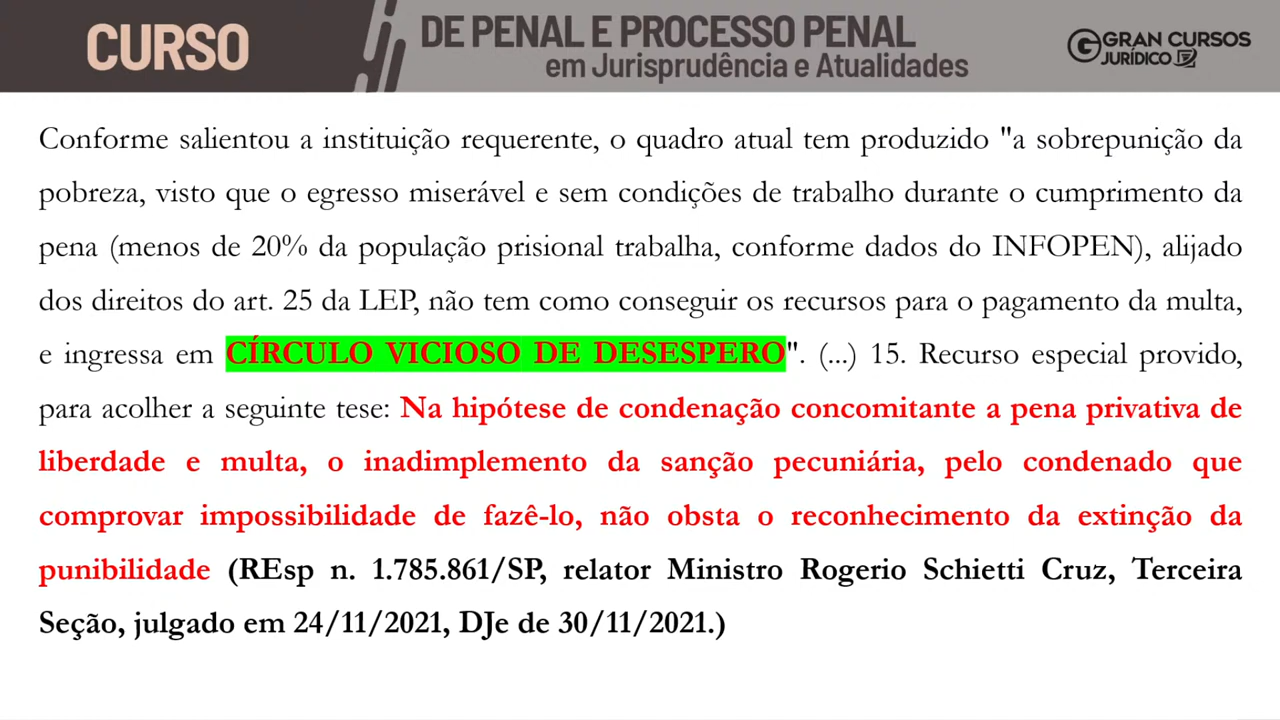 CURSO
DE PENAL E PROCESSO PENAL
em Jurisprudência e Atualidades
GRAN CURSOS
JURÍDICO
Conforme salientou a instituição requerente, o quadro atual tem produzido "a sobrepunição da
pobreza, visto que o egresso miserável e sem condições de trabalho durante o cumprimento da
pena (menos de 20% da população prisional trabalha, conforme dados do INFOPEN), alijado
dos direitos do art. 25 da LEP, não tem como conseguir os recursos para o pagamento da multa,
e ingressa em CÍRCULO VICIOSO DE DESESPERO". (...) 15. Recurso especial provido,
para acolher a seguinte tese: Na hipótese de condenação concomitante a pena privativa de
liberdade e multa, o inadimplemento da sanção pecuniária, pelo condenado que
comprovar impossibilidade de fazê-lo, não obsta o reconhecimento da extinção da
punibilidade (REsp n. 1.785.861/SP, relator Ministro Rogerio Schietti Cruz, Terceira
Seção, julgado em 24/11/2021, DJe de 30/11/2021.)